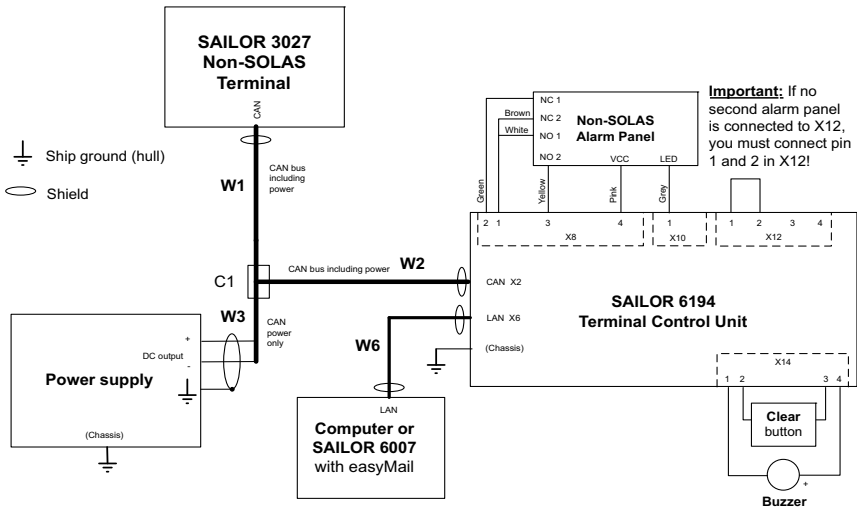 SAILOR 3027
Non-SOLAS
Terminal
CAN
Ship ground (hull)
Shield
W1
CAN bus
including
power
NC 1
NC 2
NO 1
NO 2
Brown
White
Non-SOLAS
Alarm Panel
VCC
LED
Green
Yellow
Pink
Grey
Important: If no
second alarm panel
is connected to X12,
you must connect pin
1 and 2 in X12!
2 1 3 4
X8
1
X10
1 2 3 4
X12
C1
CAN bus including power
W2
CAN X2
LAN X6
(Chassis)
SAILOR 6194
Terminal Control Unit
X14
1 2 3 4
W3
CAN
power
only
W6
+
DC output
-
Power supply
(Chassis)
LAN
Computer or
SAILOR 6007
with easyMail
Clear
button
+
Buzzer